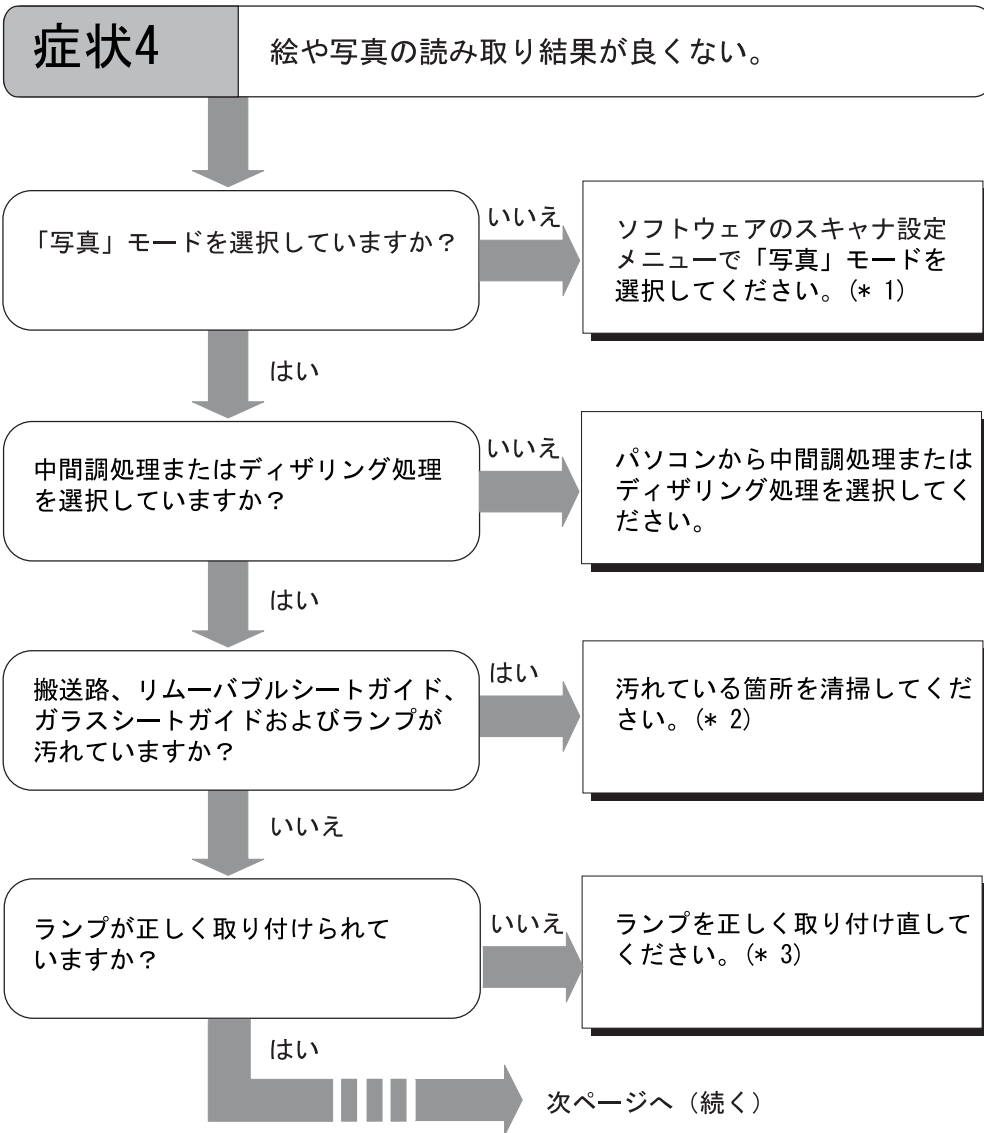 症状4
絵や写真の読み取り結果が良くない。
「写真」モードを選択していますか？
いいえ
ソフトウェアのスキャナ設定
メニューで「写真」モードを
選択してください。(* 1)
はい
中間調処理またはディザリング処理
を選択していますか？
いいえ
パソコンから中間調処理または
ディザリング処理を選択してく
ださい。
はい
搬送路、リムーバブルシートガイド、
ガラスシートガイドおよびランプが
汚れていますか？
はい
汚れている箇所を清掃してくだ
さい。(* 2)
いいえ
ランプが正しく取り付けられて
いますか？
いいえ
ランプを正しく取り付け直して
ください。(* 3)
はい
次ページへ（続く）